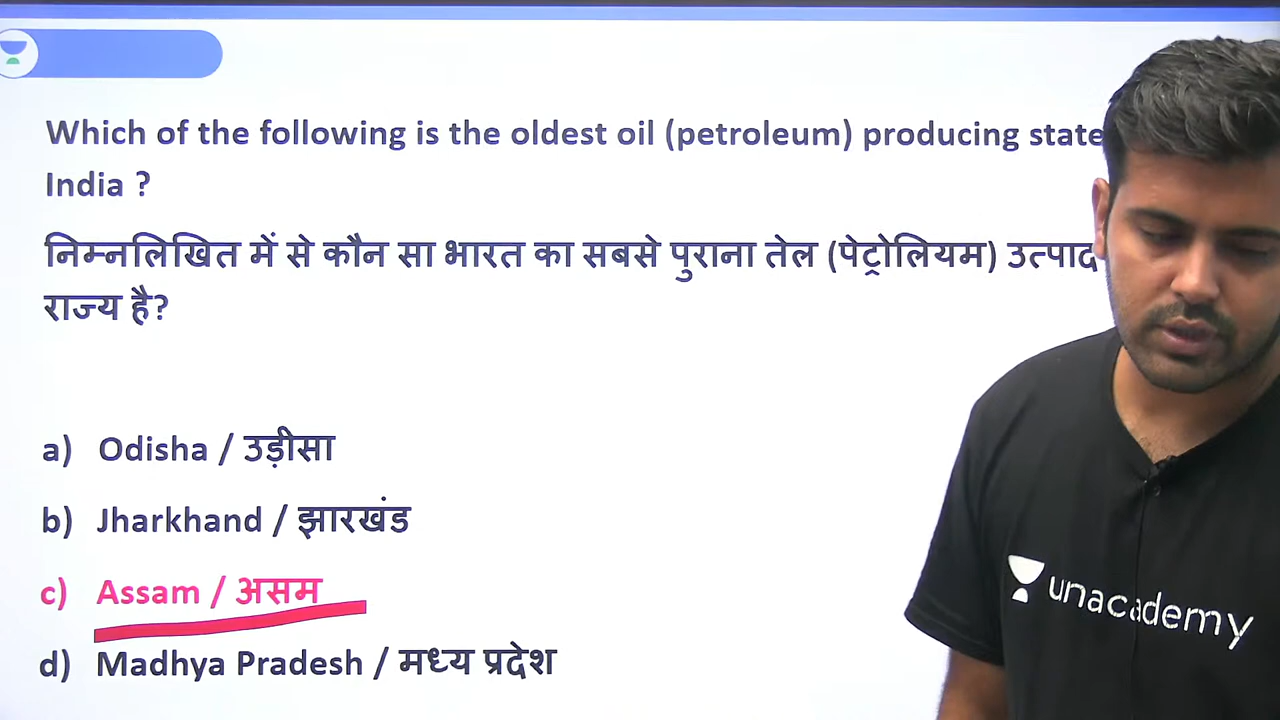 Which of the following is the oldest oil (petroleum) producing state
India ?
निम्नलिखित में से कौन सा भारत का सबसे पुराना तेल (पेट्रोलियम)
राज्य है?
a) Odisha / उड़ीसा
b) Jharkhand / झारखंड
c) Assam / असम
d) Madhya Pradesh / मध्य प्रदेश
unacademy